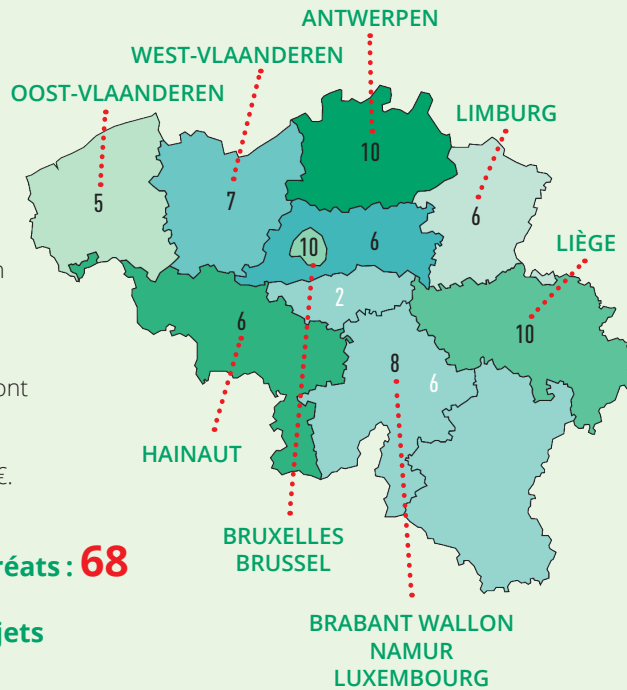 ANTWERPEN
WEST-VLAANDEREN
OOST-VLAANDEREN
LIMBURG
10
5
7
6
LIÈGE
10
6
2
6
10
8
6
ont
HAINAUT
€.
BRUXELLES
BRUSSEL
réats : 68
jets
BRABANT WALLON
NAMUR
LUXEMBOURG